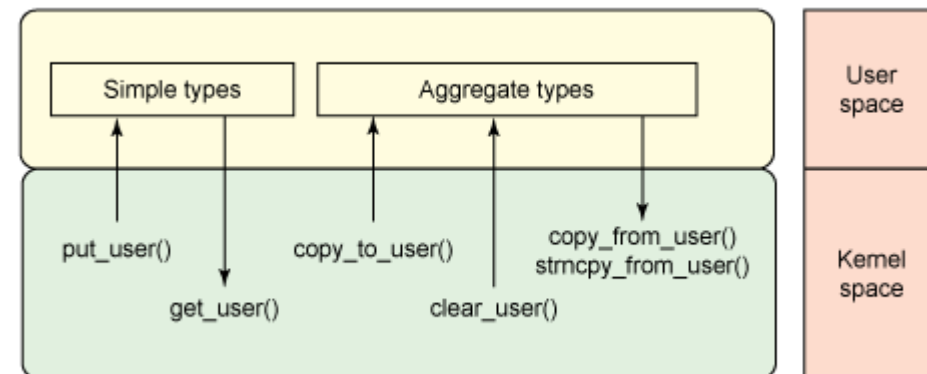 Simple types
Aggregate types
User
space
put_user()
copy_to_user()
copy_from_user()
strncpy_from_user()
get_user()
clear_user()
Kernel
space